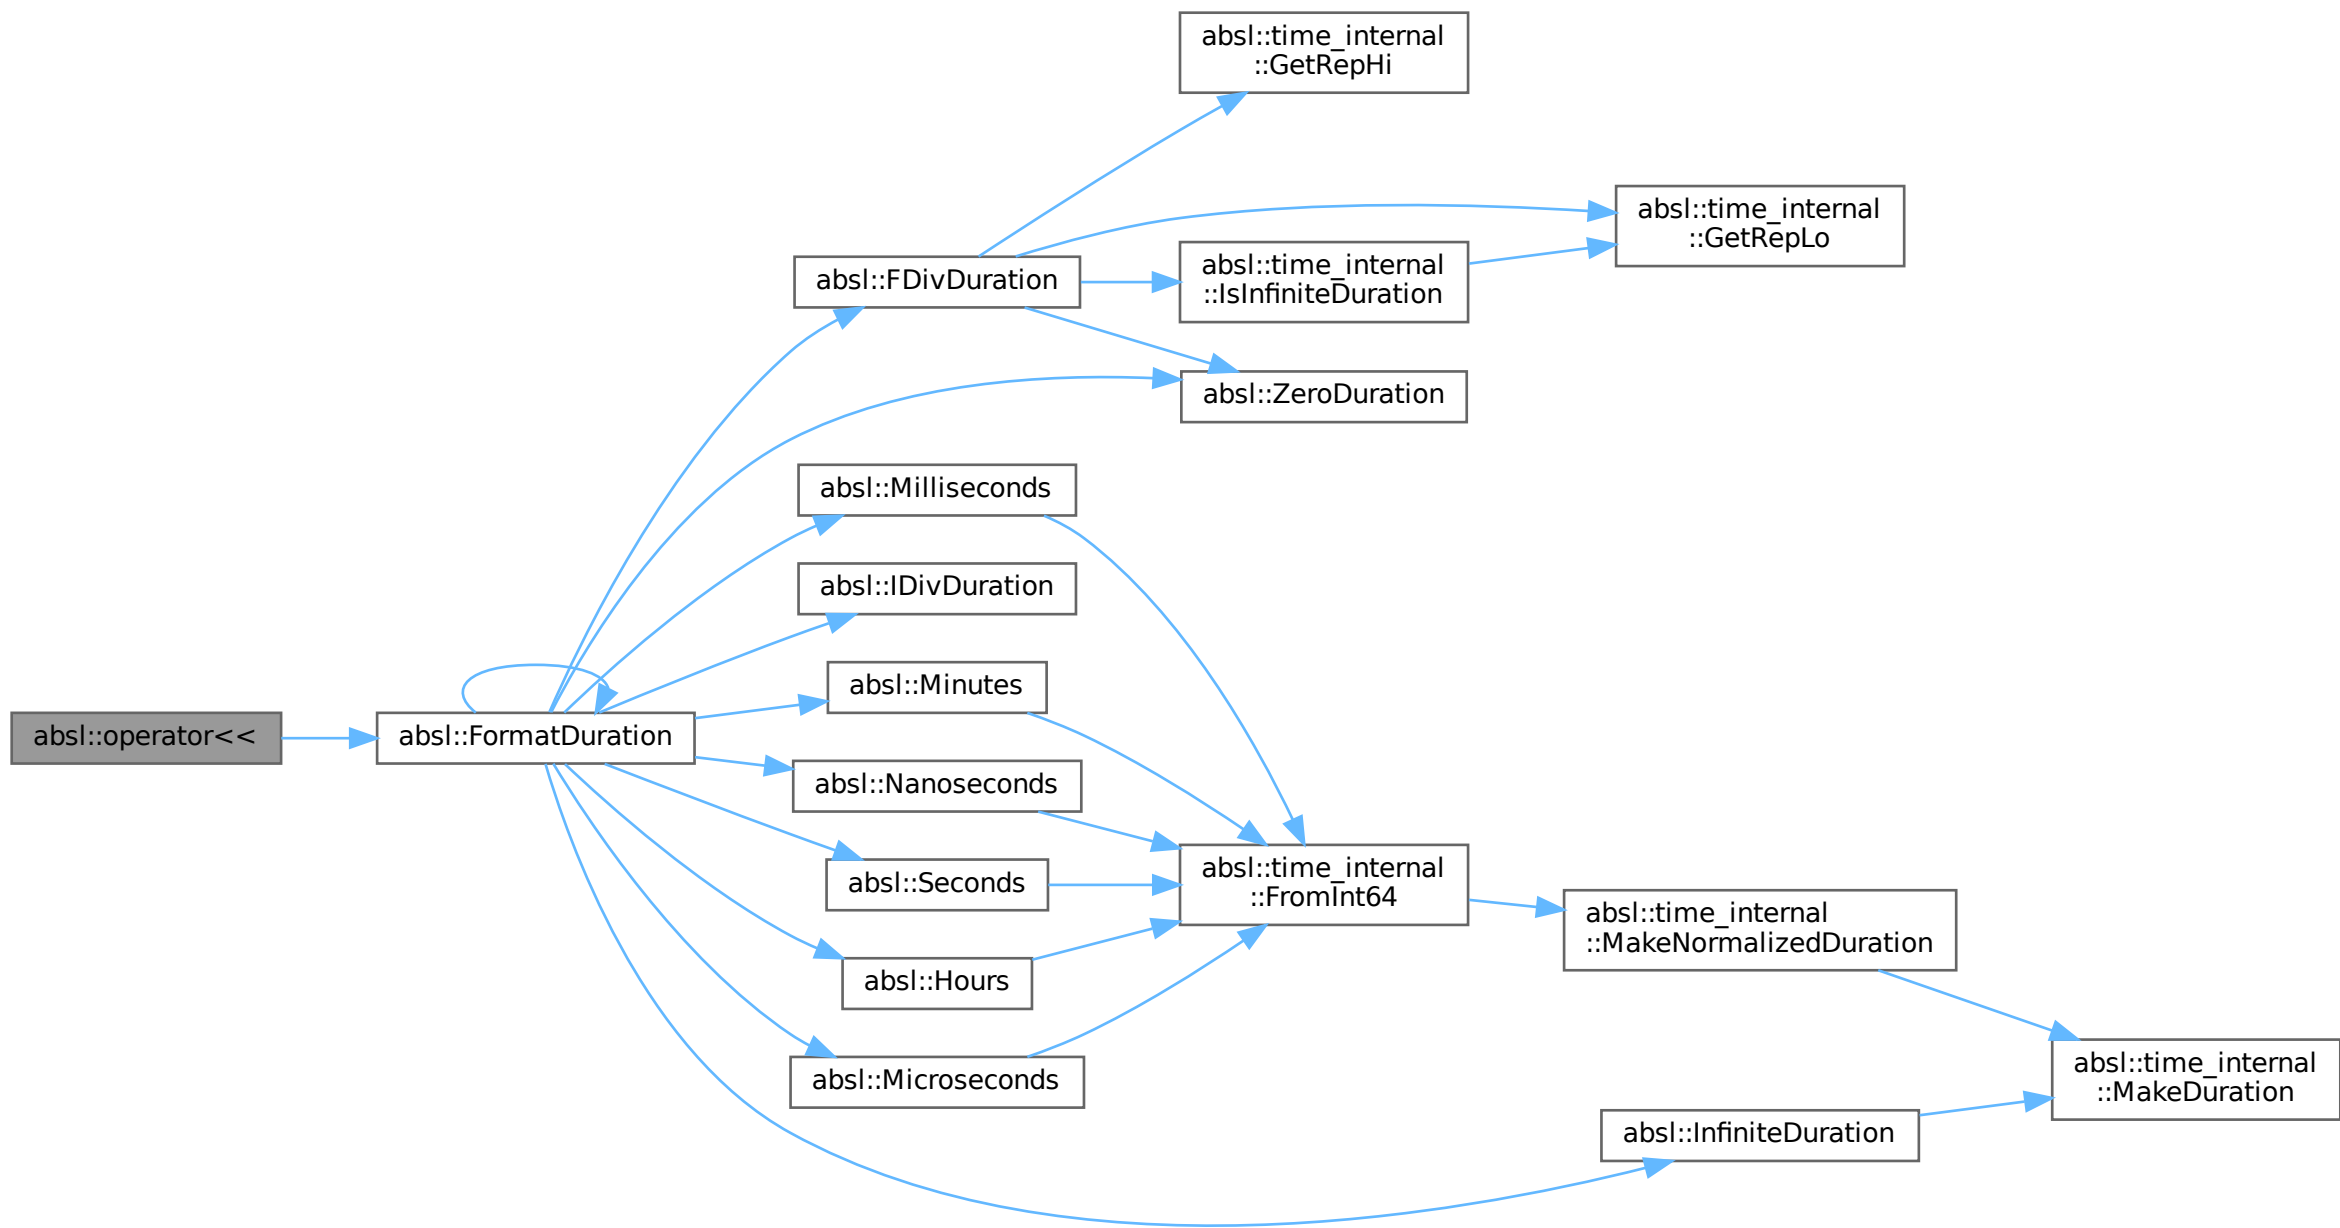 absl::time_internal
::GetRepHi
absl::time_internal
::GetRepLo
absl::FDivDuration
absl::time_internal
::IsInfiniteDuration
absl::ZeroDuration
absl::Milliseconds
absl::IDivDuration
absl::Minutes
absl::operator<<
absl::FormatDuration
absl::Nanoseconds
absl::Seconds
absl::time_internal
::FromInt64
absl::time_internal
::MakeNormalizedDuration
absl::Hours
absl::Microseconds
absl::time_internal
::MakeDuration
absl::InfiniteDuration